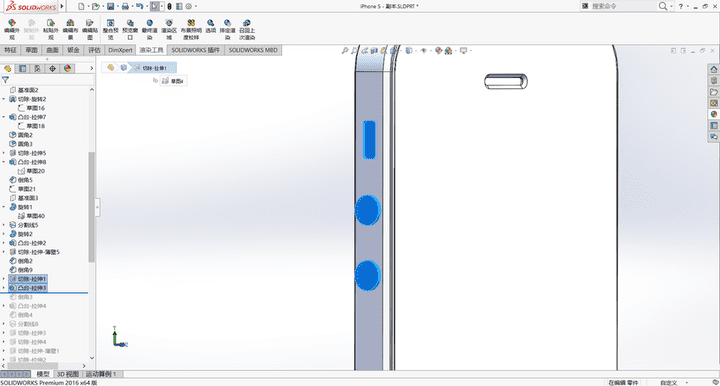 SOLIDWORKS
iPhone 5 - 副本.SLDPRT *
搜索命令
编辑外观
复制外观
粘贴外观
编辑布景
编辑贴图
整合预览
预览窗口
最终渲染
渲染区域
布景照明度校样
选项
排定渲染
召回上次渲染
特征 草图 曲面 钣金 评估 DimXpert 渲染工具 SOLIDWORKS 插件 SOLIDWORKS MBD
切除-拉伸1
草图4
基准面2
切除-旋转2
草图16
凸台-拉伸7
草图18
圆角2
圆角3
切除-拉伸5
凸台-拉伸8
草图20
倒角5
草图21
基准面3
旋转1
草图40
分割线5
旋转2
凸台-拉伸2
切除-拉伸-薄壁5
倒角2
倒角9
切除-拉伸1
凸台-拉伸3
倒角3
凸台-拉伸4
倒角4
分割线8
切除-拉伸3
切除-拉伸4
切除-拉伸-薄壁1
切除-拉伸2
模型 3D 视图 运动算例 1
SOLIDWORKS Premium 2016 x64 版
在编辑 零件
自定义